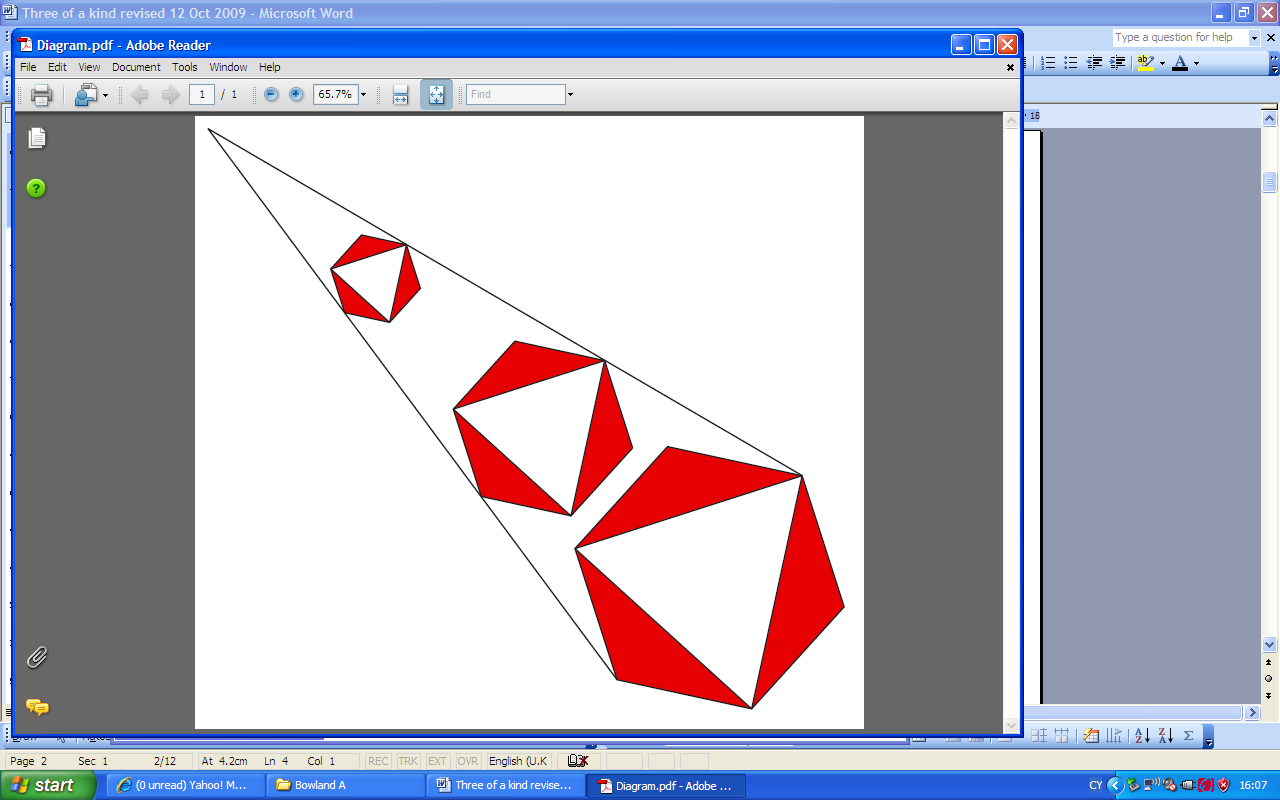 Three of a kind revised 12 Oct 2009 - Microsoft Word
Type a question for help
Diagram.pdf - Adobe Reader
File Edit View Document Tools Window Help
1 / 1 65.7% Find
18
Page 2 Sec 1 2/12 At 4.2cm Ln 4 Col 1 REC TRK EXT OVR English (U.K
start (0 unread) Yahoo! M... Bowland A Three of a kind revise... Diagram.pdf - Adobe ... CY 16:07